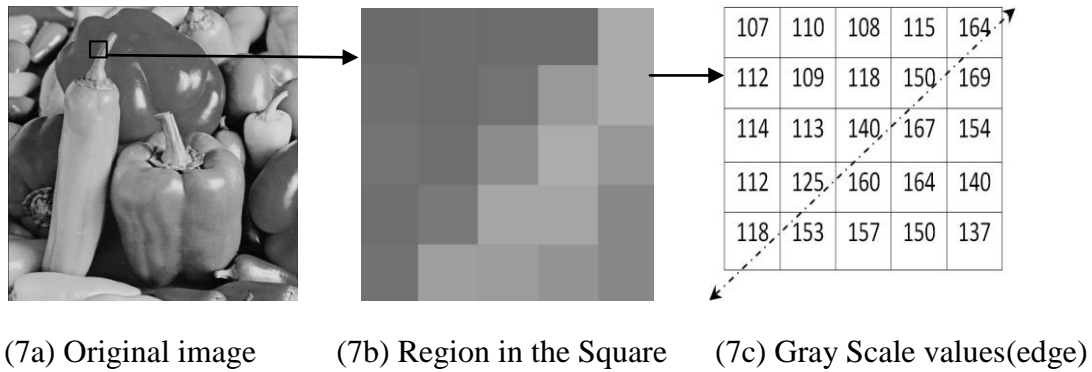 107 110 108 115 164
112 109 118 150 169
114 113 140 167 154
112 125 160 164 140
118 153 157 150 137
(7a) Original image (7b) Region in the Square (7c) Gray Scale values(edge)